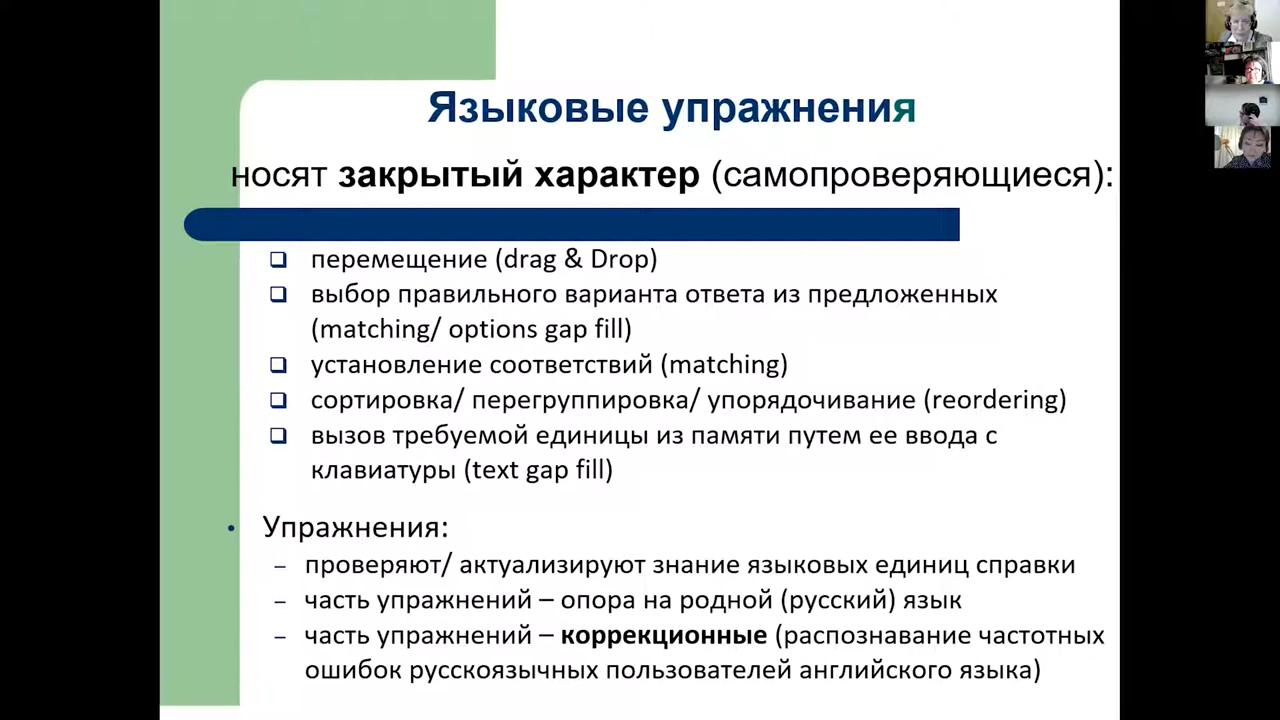 Языковые упражнения
носят закрытый характер (самопроверяющиеся):
перемещение (drag & Drop)
выбор правильного варианта ответа из предложенных
(matching/ options gap fill)
установление соответствий (matching)
сортировка/ перегруппировка/ упорядочивание (reordering)
вызов требуемой единицы из памяти путем ее ввода с
клавиатуры (text gap fill)
• Упражнения:
– проверяют/ актуализируют знание языковых единиц справки
– часть упражнений – опора на родной (русский) язык
– часть упражнений – коррекционные (распознавание частотных
ошибок русскоязычных пользователей английского языка)